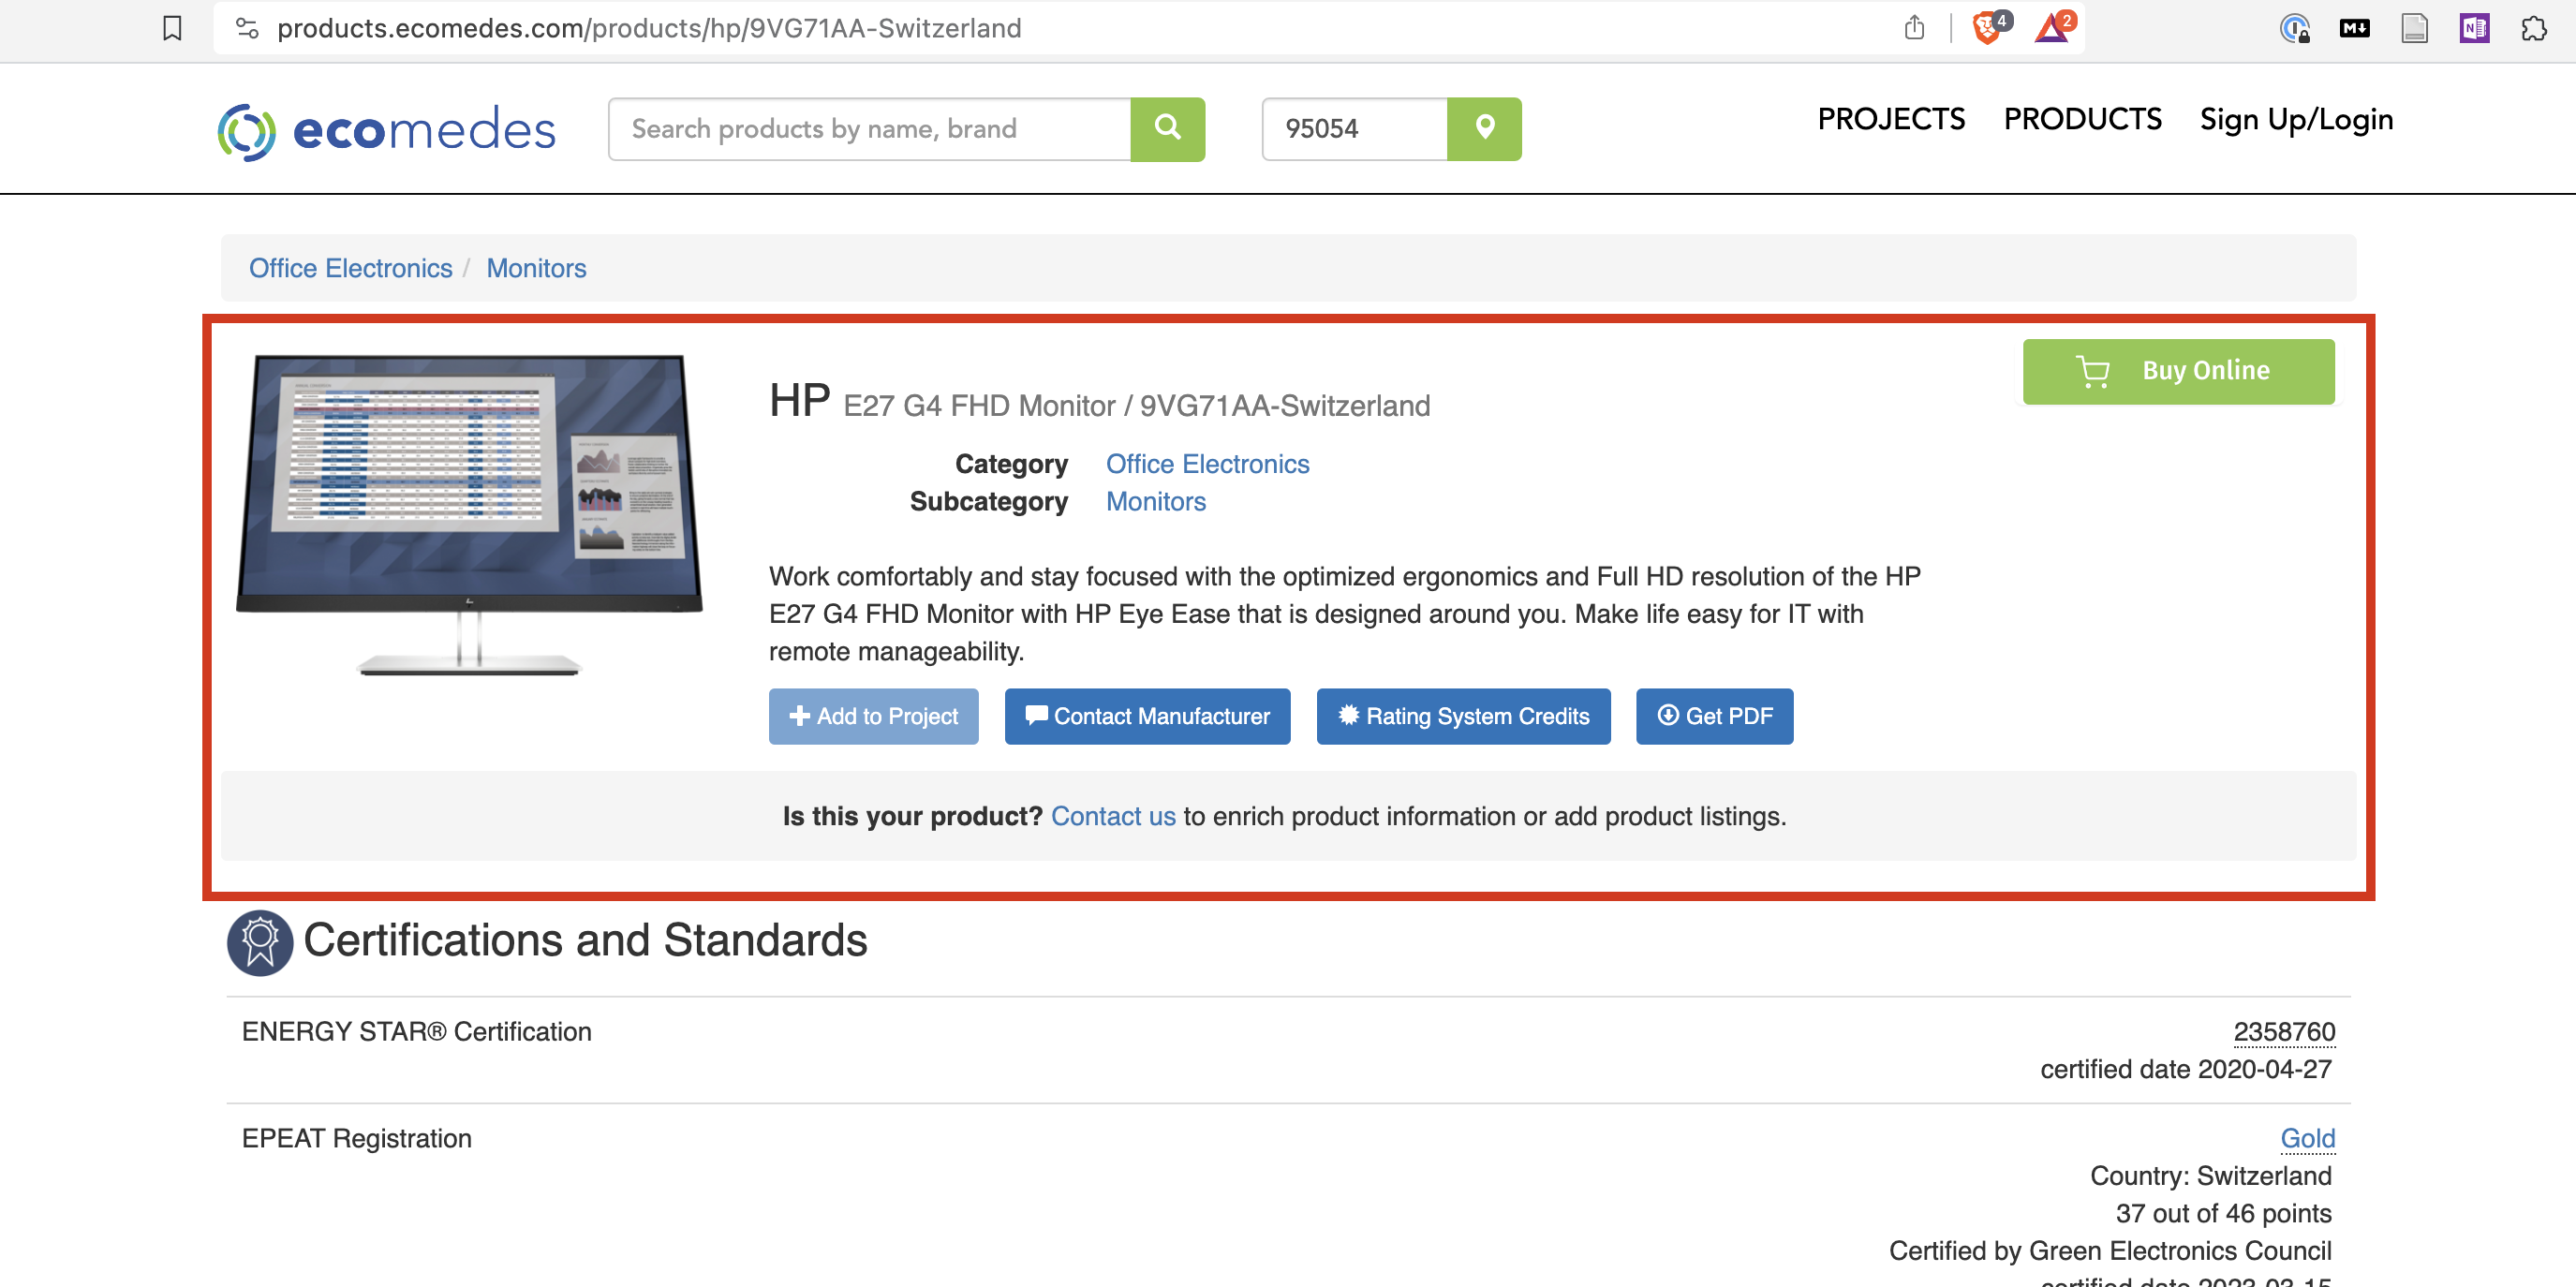 products.ecomedes.com/products/hp/9VG71AA-Switzerland
4
2
M
N
ecomedes
Search products by name, brand
95054
PROJECTS PRODUCTS Sign Up/Login
Office Electronics / Monitors
Buy Online
HP E27 G4 FHD Monitor / 9VG71AA-Switzerland
Category Office Electronics
Subcategory Monitors
Work comfortably and stay focused with the optimized ergonomics and Full HD resolution of the HP
E27 G4 FHD Monitor with HP Eye Ease that is designed around you. Make life easy for IT with
remote manageability.
Add to Project Contact Manufacturer Rating System Credits Get PDF
Is this your product? Contact us to enrich product information or add product listings.
Certifications and Standards
ENERGY STAR® Certification 2358760
certified date 2020-04-27
EPEAT Registration Gold
Country: Switzerland
37 out of 46 points
Certified by Green Electronics Council
certified date 2023-03-15